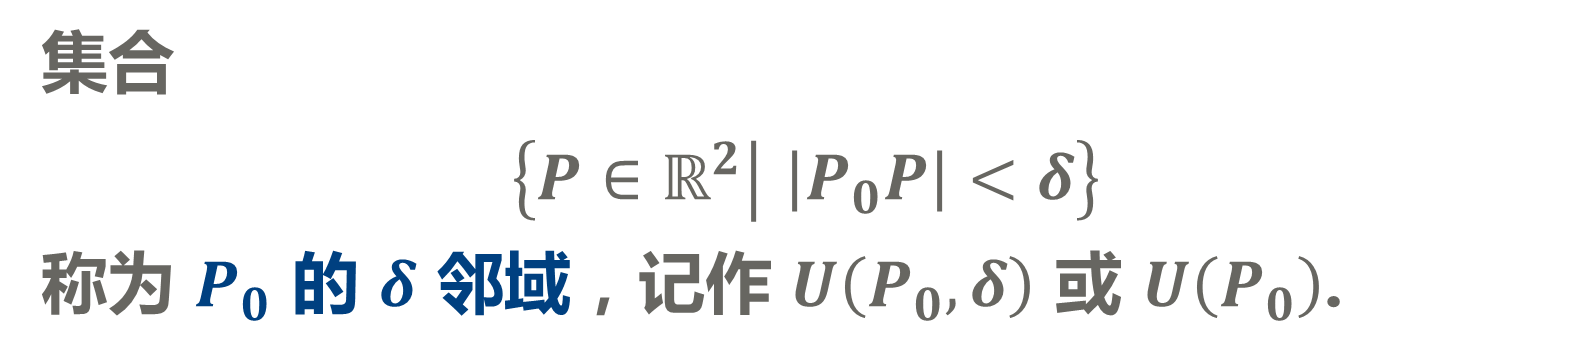 集合
{P ∈ ℝ²| |P₀P| < δ}
称为 P₀ 的 δ 邻域，记作 U(P₀, δ) 或 U(P₀).